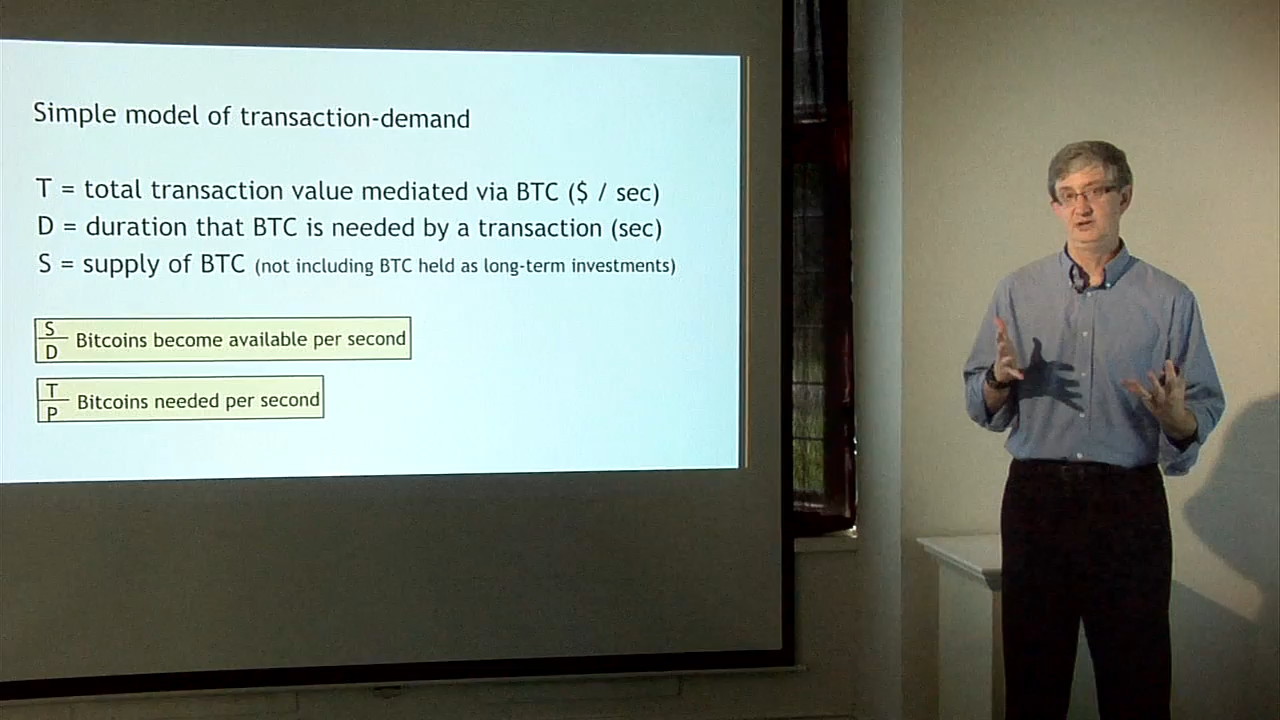 Simple model of transaction-demand
T = total transaction value mediated via BTC ($ / sec)
D = duration that BTC is needed by a transaction (sec)
S = supply of BTC (not including BTC held as long-term investments)
S
D Bitcoins become available per second
T
P Bitcoins needed per second